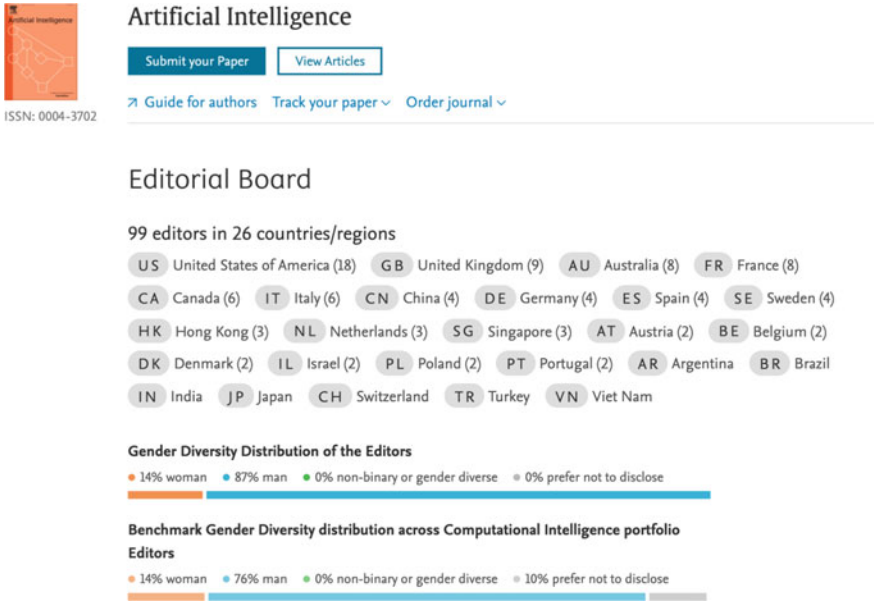 Artificial Intelligence
Artificial Intelligence
Submit your Paper View Articles
Guide for authors Track your paper Order journal
ISSN: 0004-3702
Editorial Board
99 editors in 26 countries/regions
US United States of America (18) GB United Kingdom (9) AU Australia (8) FR France (8)
CA Canada (6) IT Italy (6) CN China (4) DE Germany (4) ES Spain (4) SE Sweden (4)
HK Hong Kong (3) NL Netherlands (3) SG Singapore (3) AT Austria (2) BE Belgium (2)
DK Denmark (2) IL Israel (2) PL Poland (2) PT Portugal (2) AR Argentina BR Brazil
IN India JP Japan CH Switzerland TR Turkey VN Viet Nam
Gender Diversity Distribution of the Editors
14% woman 87% man 0% non-binary or gender diverse 0% prefer not to disclose
Benchmark Gender Diversity distribution across Computational Intelligence portfolio
Editors
14% woman 76% man 0% non-binary or gender diverse 10% prefer not to disclose